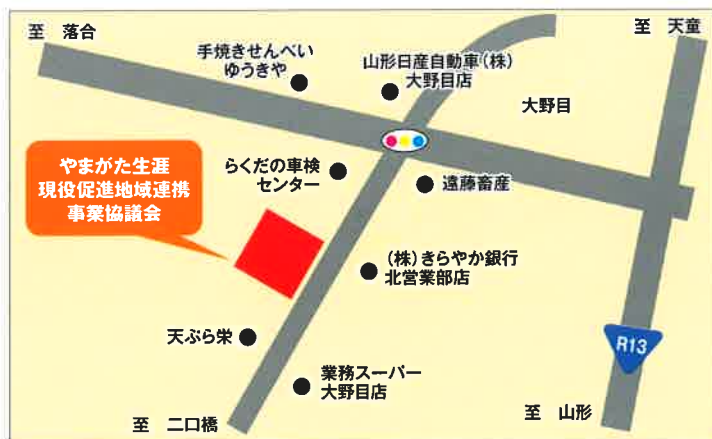 至　落合
至　天童
手焼きせんべい
ゆうきや
山形日産自動車(株)
大野目店
大野目
やまがた生涯
現役促進地域連携
事業協議会
らくだの車検
センター
遠藤畜産
(株)きらやか銀行
北営業部店
天ぷら栄
R13
業務スーパー
大野目店
至　二口橋
至　山形